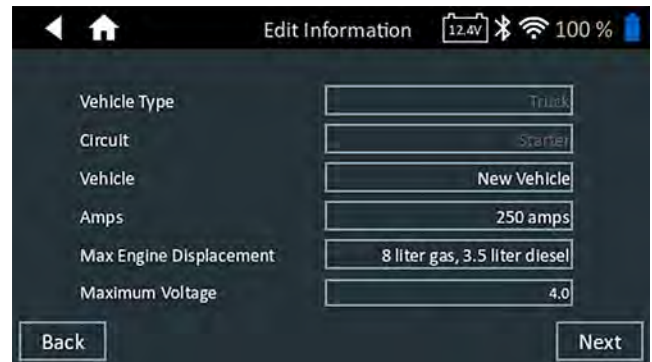 Edit Information 12.4V 100 %
Vehicle Type Truck
Circuit Starter
Vehicle New Vehicle
Amps 250 amps
Max Engine Displacement 8 liter gas, 3.5 liter diesel
Maximum Voltage 4.0
Back Next